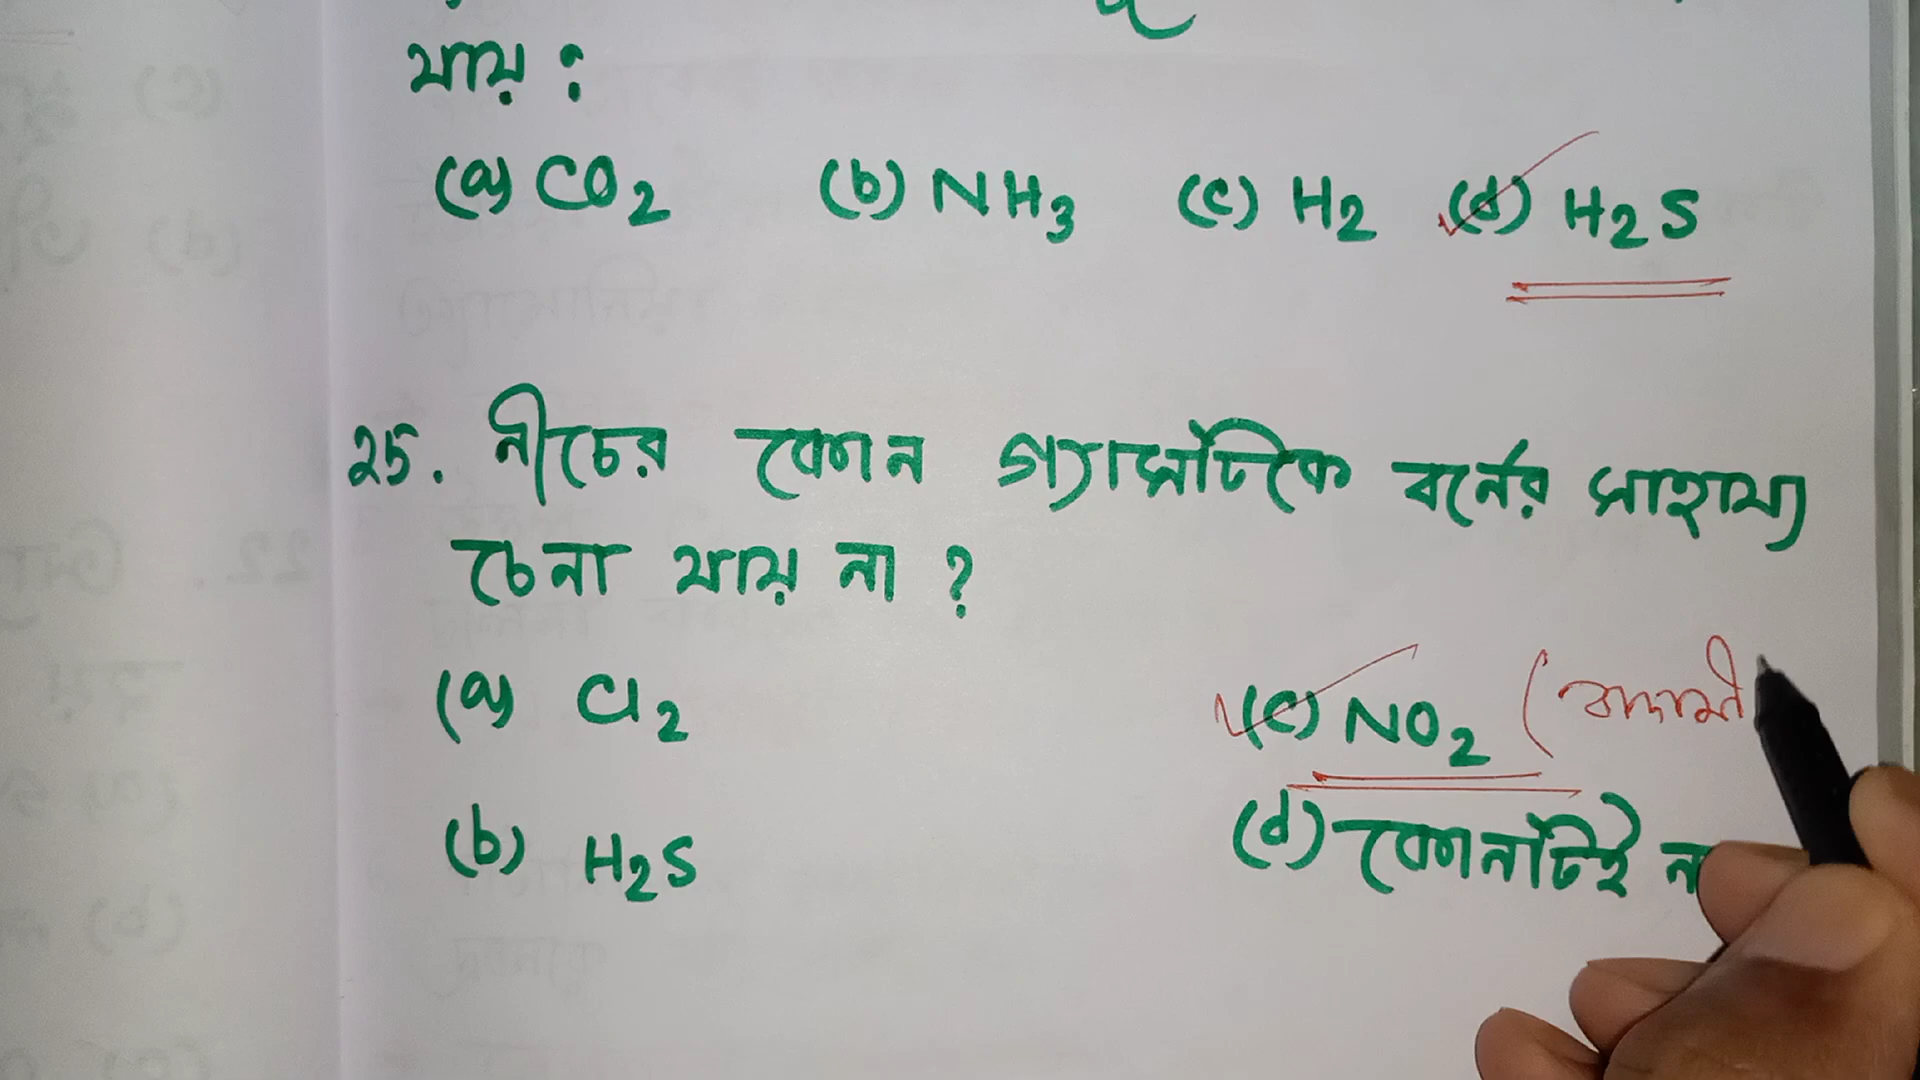 যায় :
(a) CO2 (b) NH3 (c) H2 (d) H2S
25. নীচের কোন গ্যাসটিকে বর্নের সাহায্য
চেনা যায় না ?
(a) Cl2 (c) NO2 (বাদামী
(b) H2S (d) কোনটিই ন